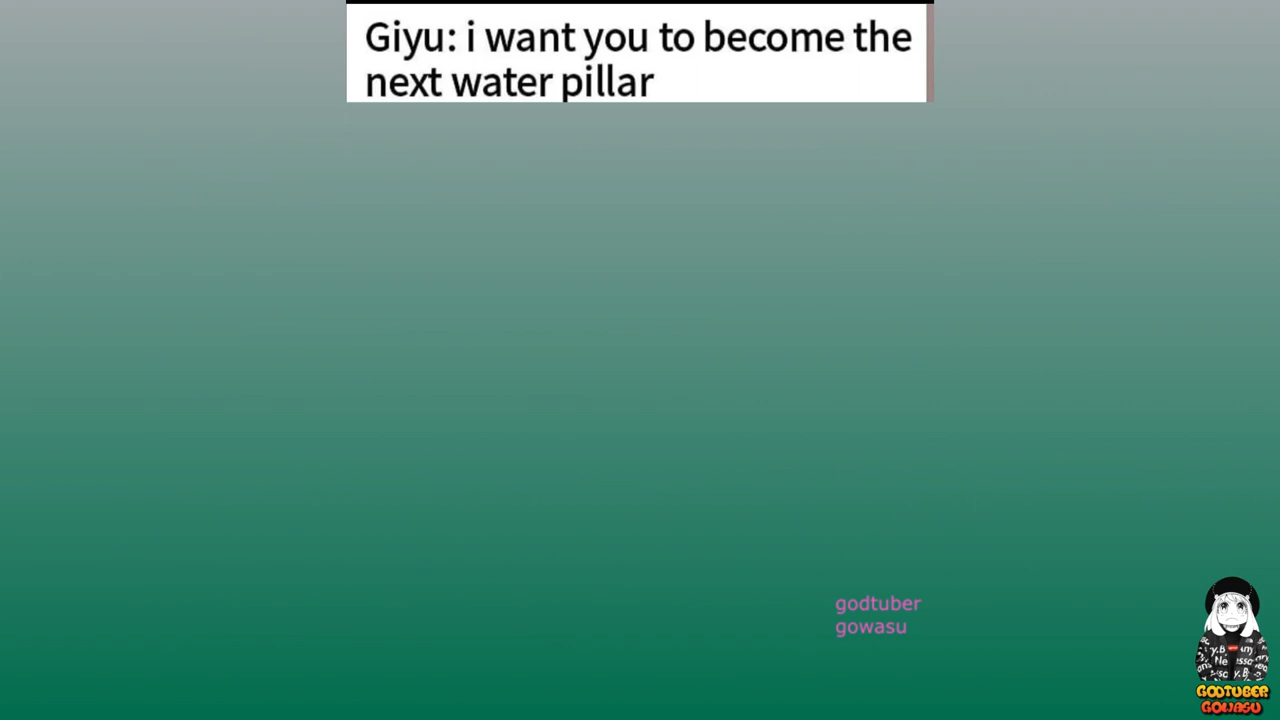 Giyu: i want you to become the
next water pillar
godtuber
gowasu
GODTUBER
GOWASU